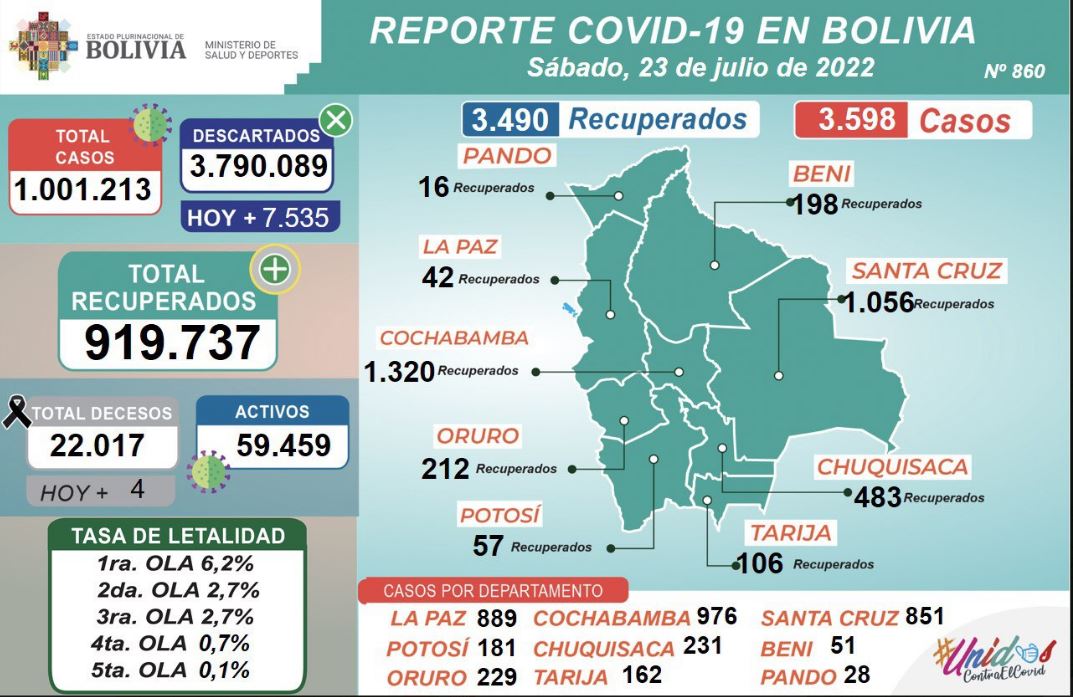 ESTADO PLURINACIONAL DE
BOLIVIA
MINISTERIO DE
SALUD Y DEPORTES
REPORTE COVID-19 EN BOLIVIA
Sábado, 23 de julio de 2022
Nº 860
TOTAL
CASOS
1.001.213
DESCARTADOS
3.790.089
HOY + 7.535
TOTAL
RECUPERADOS
919.737
TOTAL DECESOS
22.017
HOY + 4
ACTIVOS
59.459
TASA DE LETALIDAD
1ra. OLA 6,2%
2da. OLA 2,7%
3ra. OLA 2,7%
4ta. OLA 0,7%
5ta. OLA 0,1%
3.490 Recuperados
3.598 Casos
PANDO
16 Recuperados
BENI
198 Recuperados
LA PAZ
42 Recuperados
SANTA CRUZ
1.056 Recuperados
COCHABAMBA
1.320 Recuperados
ORURO
212 Recuperados
CHUQUISACA
483 Recuperados
POTOSÍ
57 Recuperados
TARIJA
106 Recuperados
CASOS POR DEPARTAMENTO
LA PAZ 889 COCHABAMBA 976 SANTA CRUZ 851
POTOSÍ 181 CHUQUISACA 231 BENI 51
ORURO 229 TARIJA 162 PANDO 28
#Unidos
ContraElCovid